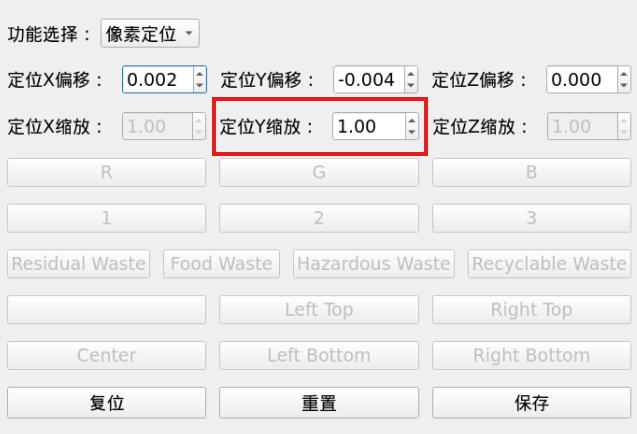 功能选择： 像素定位
定位X偏移： 0.002 定位Y偏移： -0.004 定位Z偏移： 0.000
定位X缩放： 1.00 定位Y缩放： 1.00 定位Z缩放： 1.00
R G B
1 2 3
Residual Waste Food Waste Hazardous Waste Recyclable Waste
Left Top Right Top
Center Left Bottom Right Bottom
复位 重置 保存